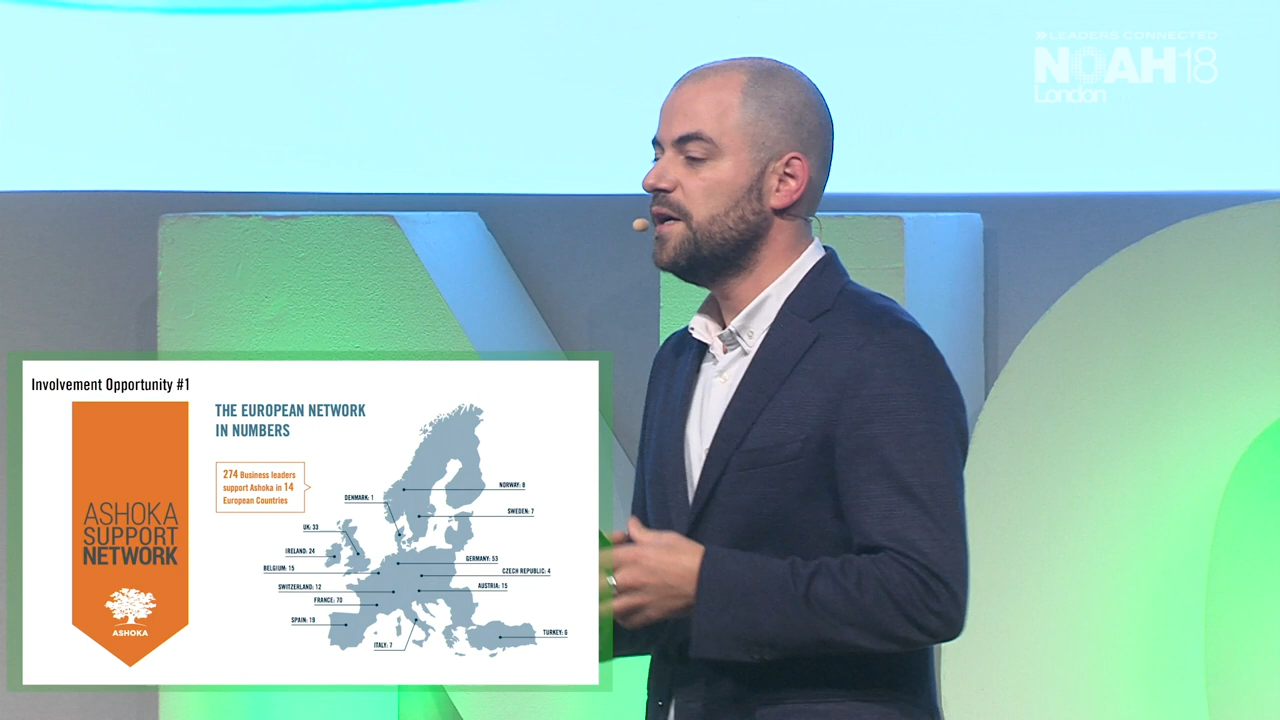 LEADERS CONNECTED
NOAH18
London
Involvement Opportunity #1
ASHOKA
SUPPORT
NETWORK
ASHOKA
THE EUROPEAN NETWORK
IN NUMBERS
274 Business leaders
support Ashoka in 14
European Countries
NORWAY: 8
DENMARK: 1
SWEDEN: 7
UK: 33
IRELAND: 24
GERMANY: 53
BELGIUM: 15
CZECH REPUBLIC: 4
SWITZERLAND: 12
AUSTRIA: 15
FRANCE: 70
SPAIN: 19
TURKEY: 6
ITALY: 7